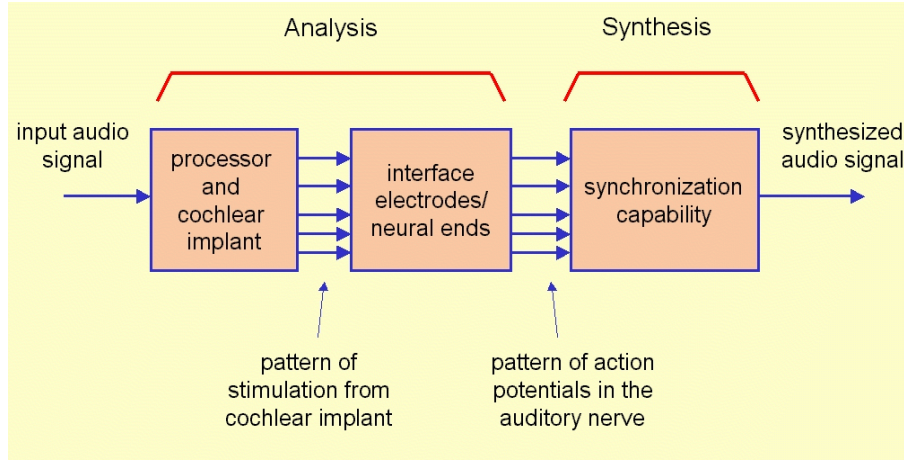 Analysis
Synthesis
input audio
signal
processor
and
cochlear
implant
interface
electrodes/
neural ends
synchronization
capability
synthesized
audio signal
pattern of
stimulation from
cochlear implant
pattern of action
potentials in the
auditory nerve